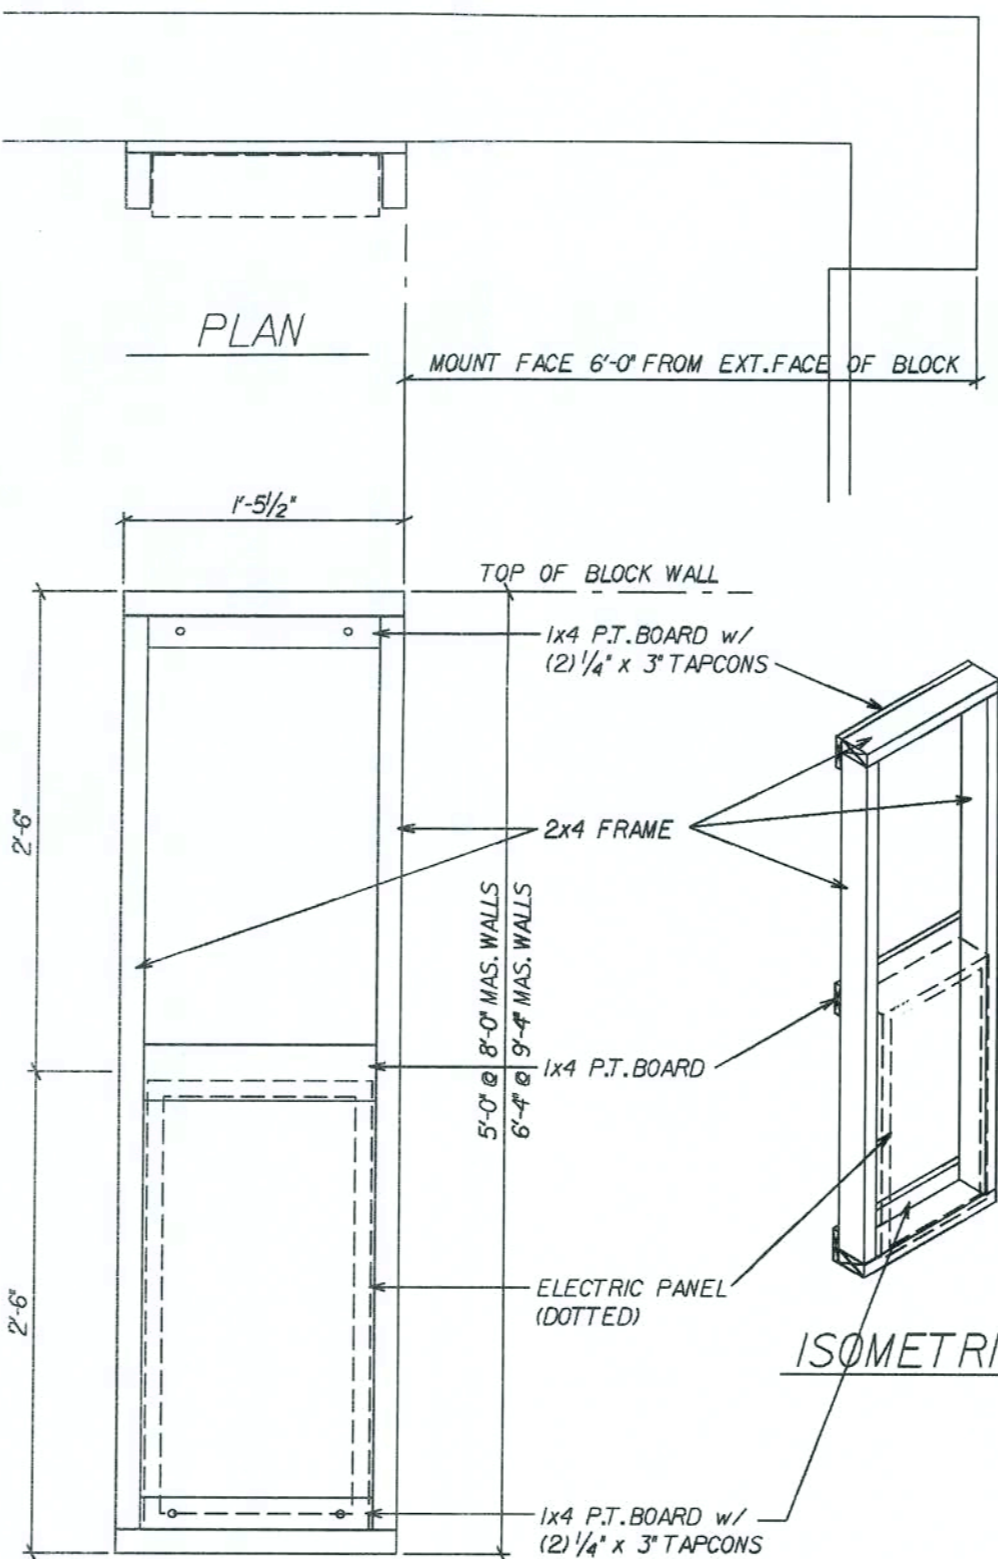 PLAN
MOUNT FACE 6'-0" FROM EXT.FACE OF BLOCK
1'-5 1/2"
TOP OF BLOCK WALL
1x4 P.T.BOARD w/
(2) 1/4" x 3" TAPCONS
2'-6"
2x4 FRAME
5'-0" @ 8'-0" MAS. WALLS
6'-4" @ 9'-4" MAS. WALLS
1x4 P.T.BOARD
2'-6"
ELECTRIC PANEL
(DOTTED)
ISOMETRI
1x4 P.T.BOARD w/
(2) 1/4" x 3" TAPCONS